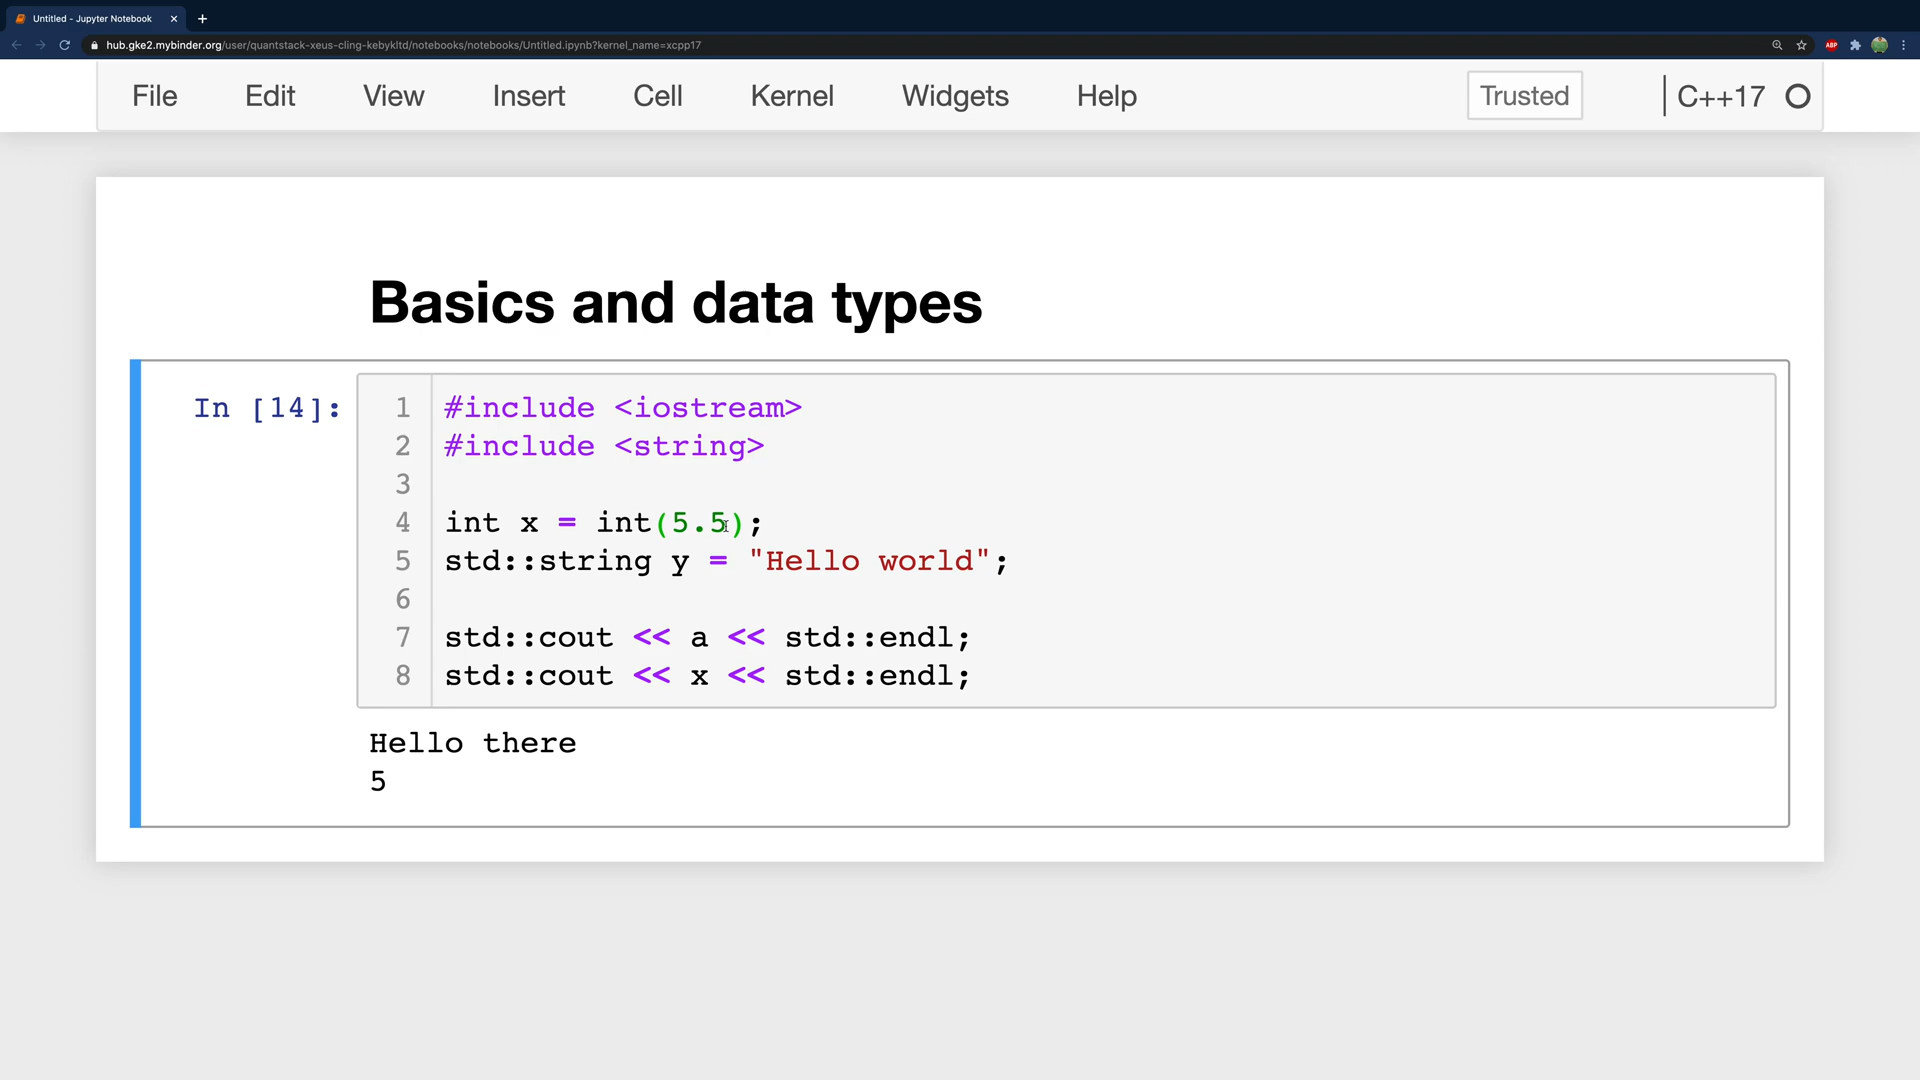 Untitled - Jupyter Notebook
hub.gke2.mybinder.org/user/quantstack-xeus-cling-kebykltd/notebooks/notebooks/Untitled.ipynb?kernel_name=xcpp17
ABP
File Edit View Insert Cell Kernel Widgets Help Trusted C++17
Basics and data types
In [14]:
1 #include <iostream>
2 #include <string>
3
4 int x = int(5.5);
5 std::string y = "Hello world";
6
7 std::cout << a << std::endl;
8 std::cout << x << std::endl;
Hello there
5